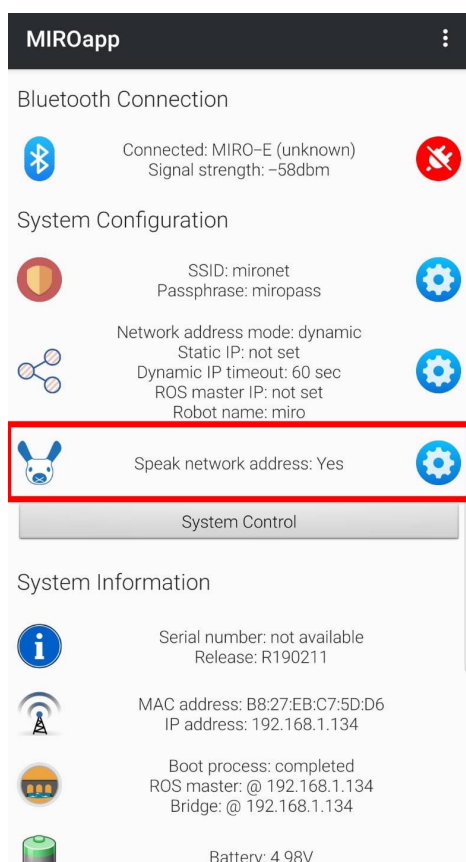 MIROapp
Bluetooth Connection
Connected: MIRO-E (unknown)
Signal strength: -58dbm
System Configuration
SSID: mironet
Passphrase: miropass
Network address mode: dynamic
Static IP: not set
Dynamic IP timeout: 60 sec
ROS master IP: not set
Robot name: miro
Speak network address: Yes
System Control
System Information
Serial number: not available
Release: R190211
MAC address: B8:27:EB:C7:5D:D6
IP address: 192.168.1.134
Boot process: completed
ROS master: @ 192.168.1.134
Bridge: @ 192.168.1.134
Battery: 4.98V